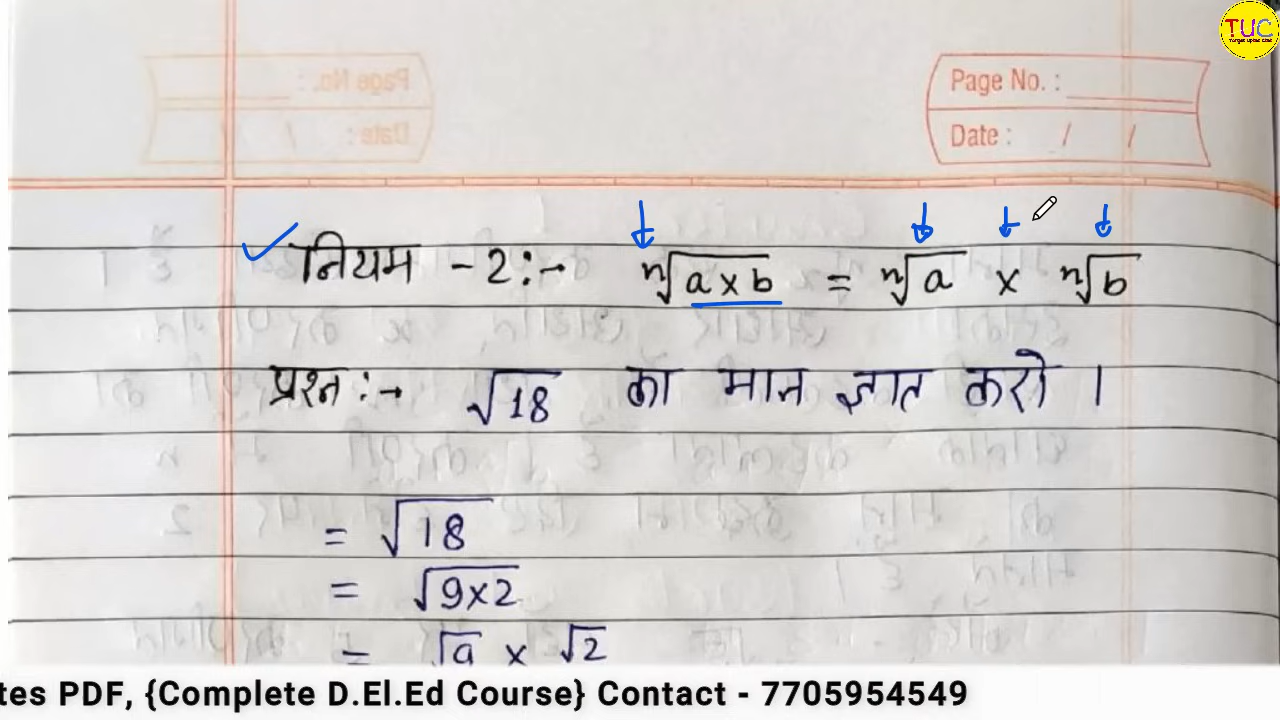 TUC
Page No. :
Date : / /
नियम -2:→ ⁿ√a×b = ⁿ√a × ⁿ√b
प्रश्न:→ √18 का मान ज्ञात करो ।
= √18
= √9×2
= √9 × √2
tes PDF, {Complete D.El.Ed Course} Contact - 7705954549